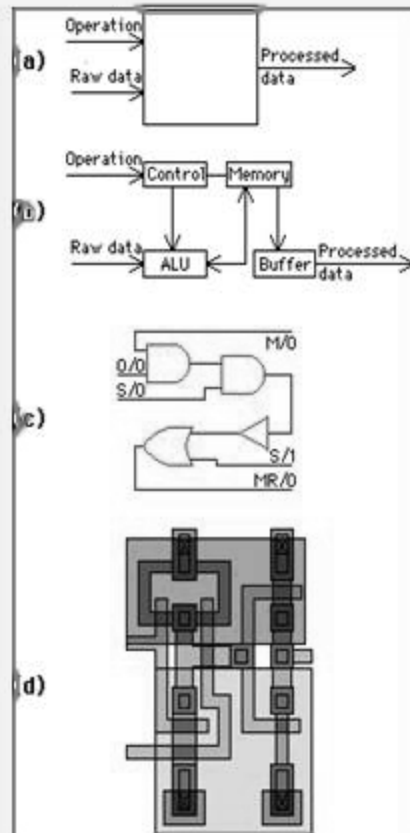 Operation
Processed
(a)
Raw data
data
Operation
Control
Memory
Raw data
ALU
Buffer
Processed
data
M/0
O/0
S/0
(c)
S/1
MR/0
(d)